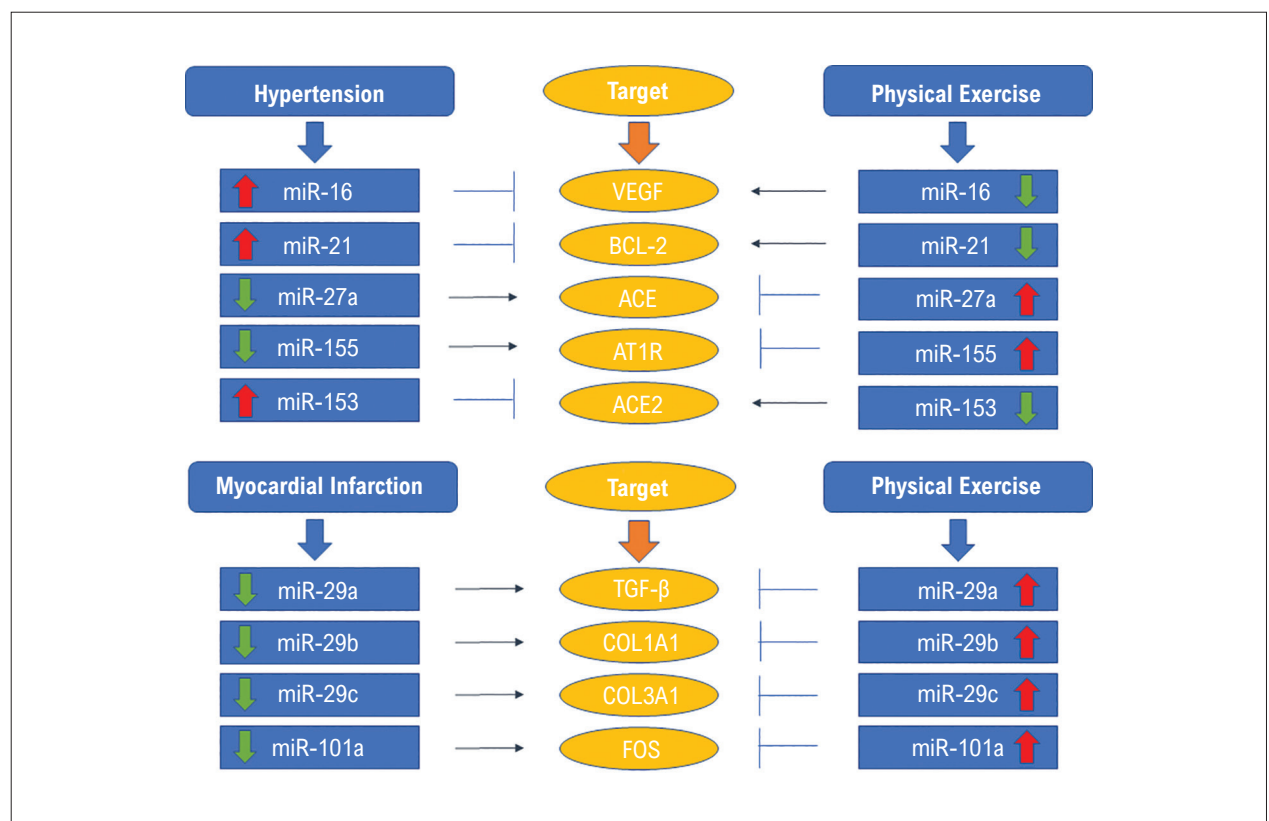 Hypertension Target Physical Exercise
miR-16 VEGF miR-16
miR-21 BCL-2 miR-21
miR-27a ACE miR-27a
miR-155 AT1R miR-155
miR-153 ACE2 miR-153
Myocardial Infarction Target Physical Exercise
miR-29a TGF-β miR-29a
miR-29b COL1A1 miR-29b
miR-29c COL3A1 miR-29c
miR-101a FOS miR-101a